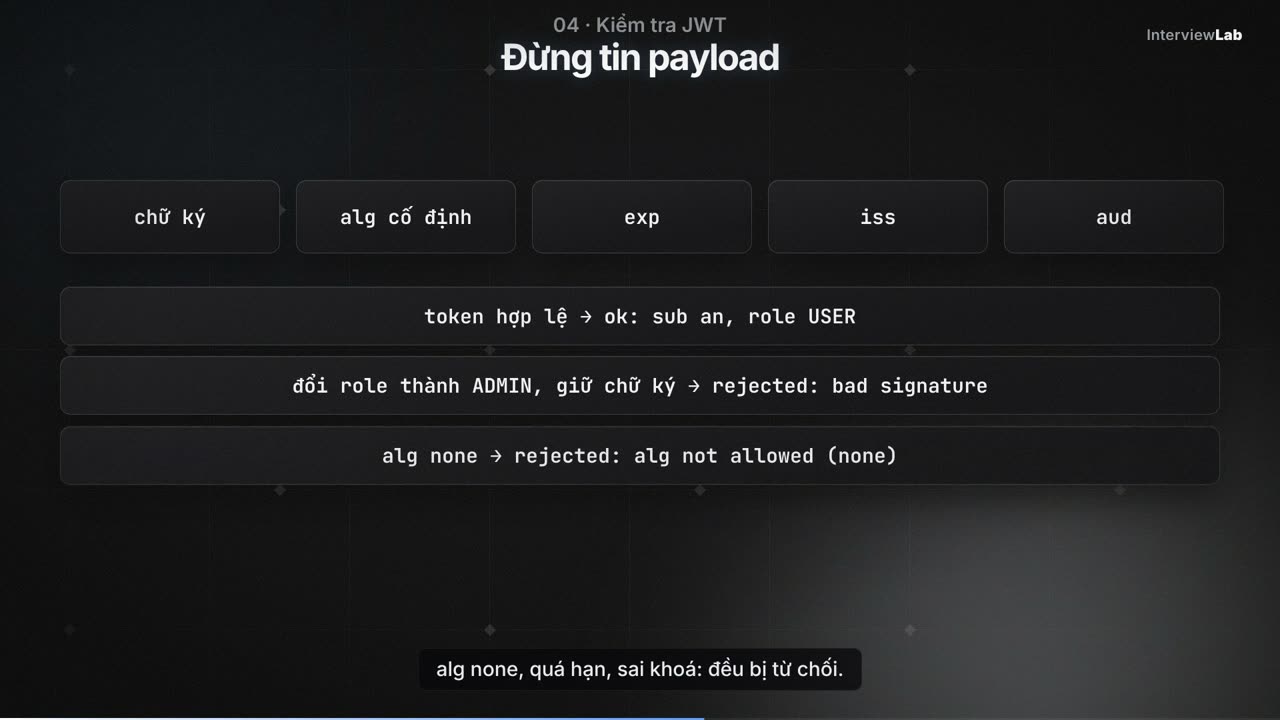 04 · Kiểm tra JWT
InterviewLab
Đừng tin payload
chữ ký
alg cố định
exp
iss
aud
token hợp lệ → ok: sub an, role USER
đổi role thành ADMIN, giữ chữ ký → rejected: bad signature
alg none → rejected: alg not allowed (none)
alg none, quá hạn, sai khoá: đều bị từ chối.